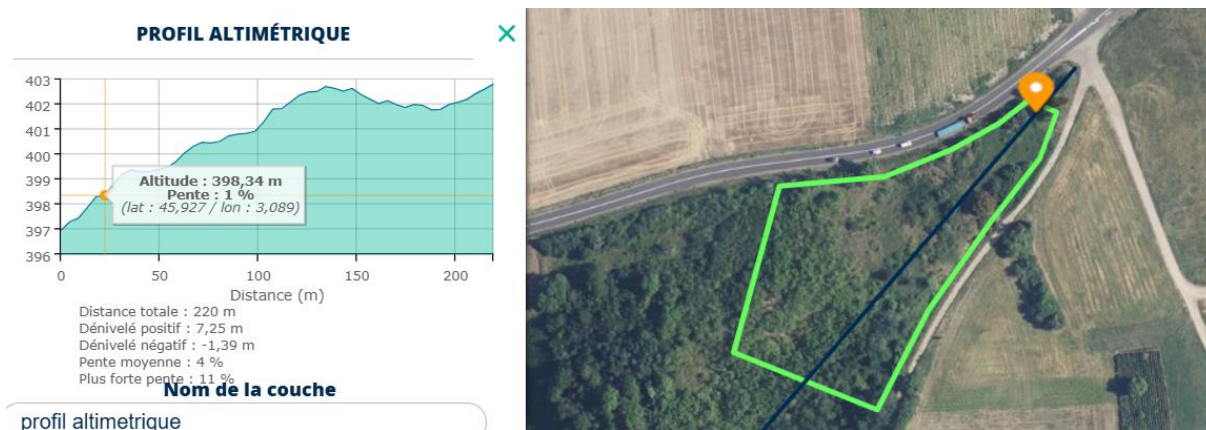 PROFIL ALTIMÉTRIQUE
×
403
402
401
400
399
398
397
396
Altitude : 398,34 m
Pente : 1 %
(lat : 45,927 / lon : 3,089)
0 50 100 150 200
Distance (m)
Distance totale : 220 m
Dénivelé positif : 7,25 m
Dénivelé négatif : -1,39 m
Pente moyenne : 4 %
Plus forte pente : 11 %
Nom de la couche
profil altimetrique